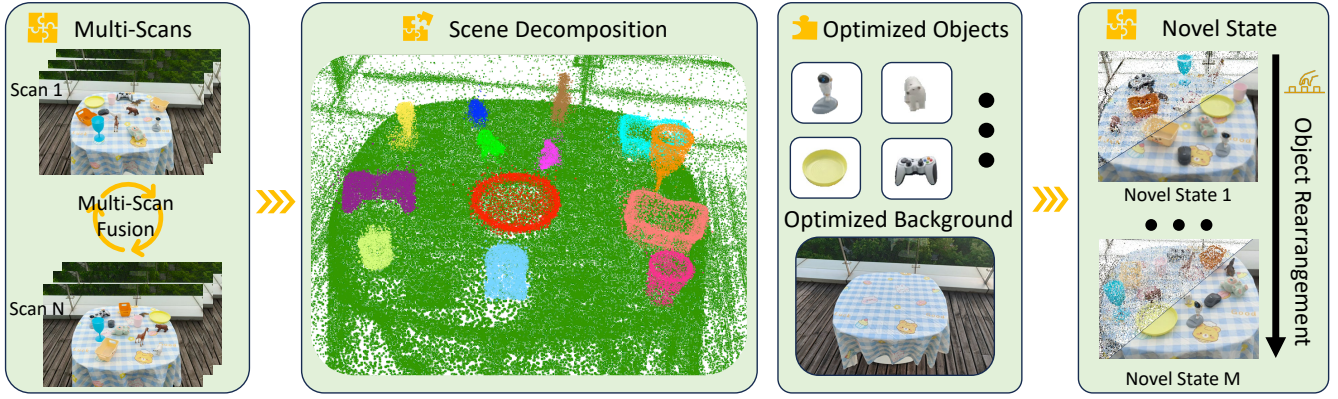 Multi-Scans
Scan 1
Multi-Scan
Fusion
Scan N
Scene Decomposition
Optimized Objects
Optimized Background
Novel State
Novel State 1
Novel State M
Object Rearrangement